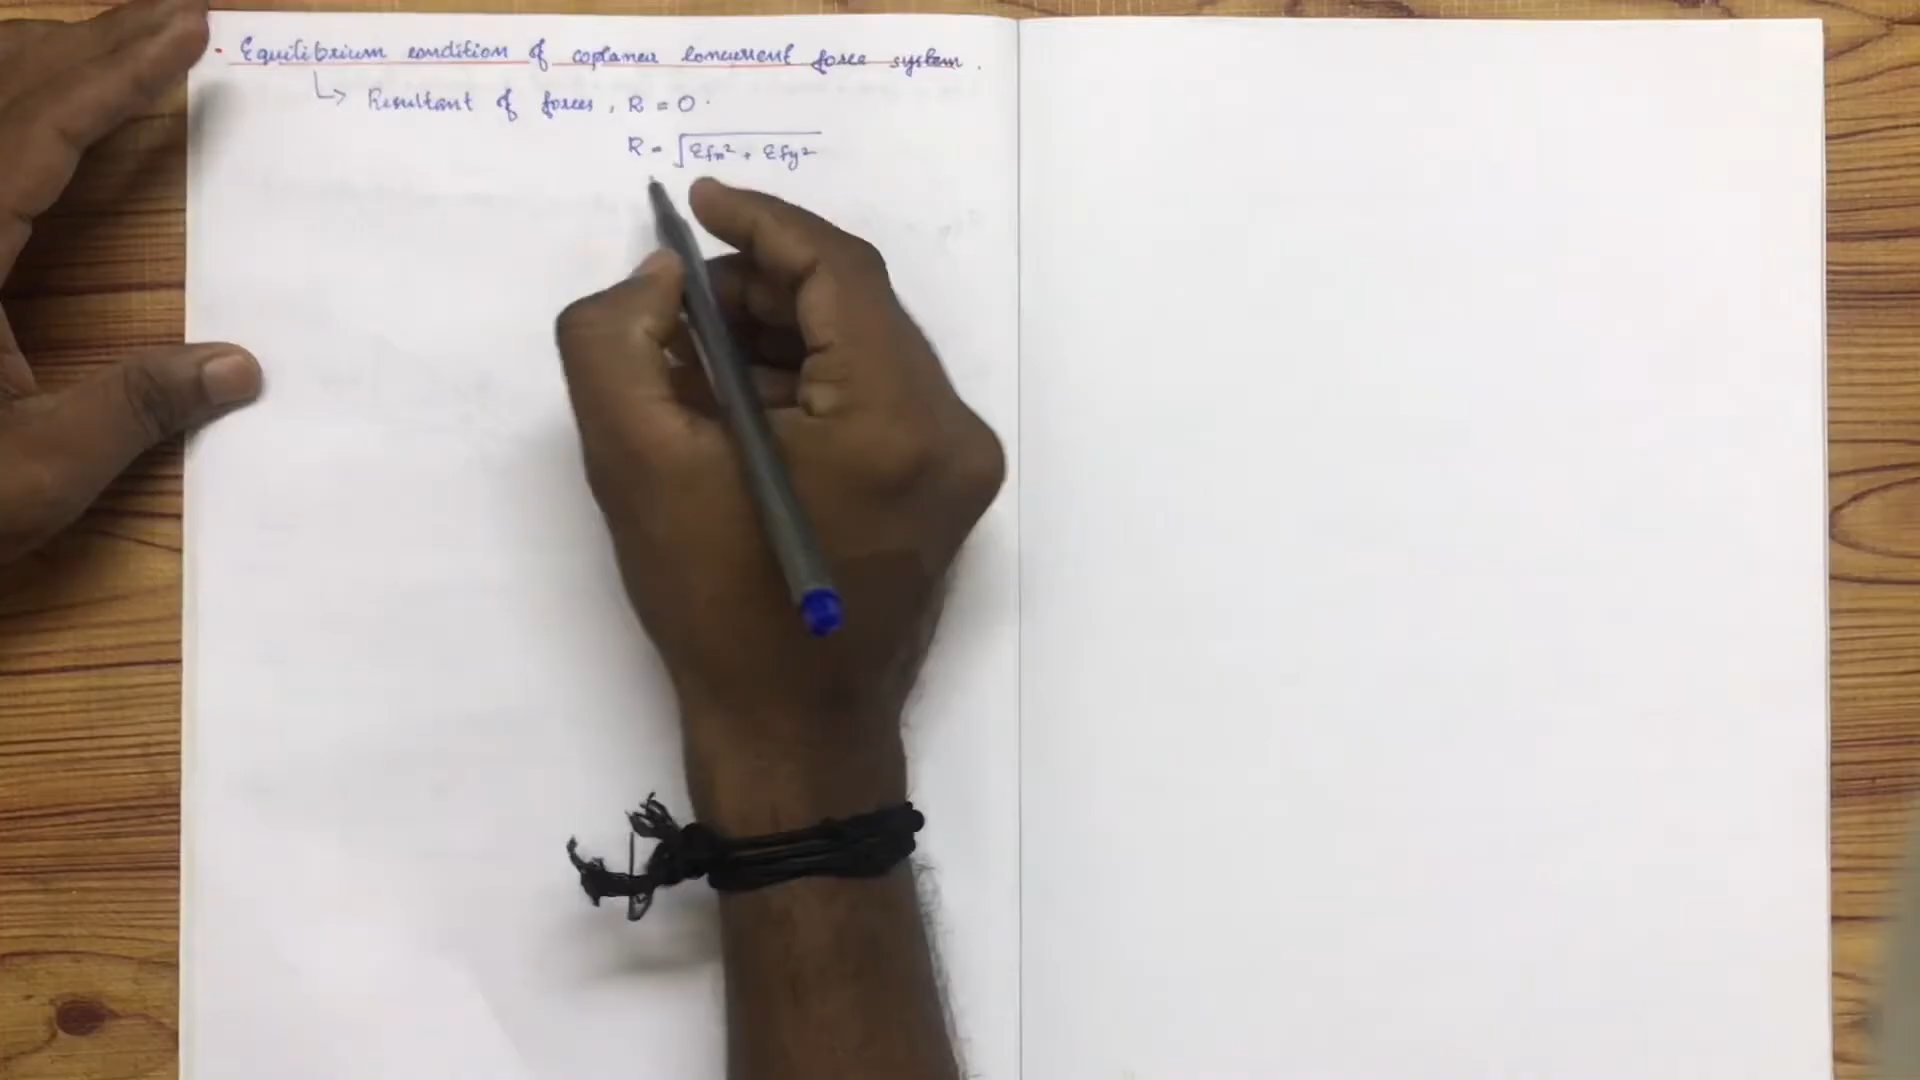 · Equilibrium condition of coplanar concurrent force system.
↳ Resultant of forces, R = 0.
R = √Σfx² + Σfy²